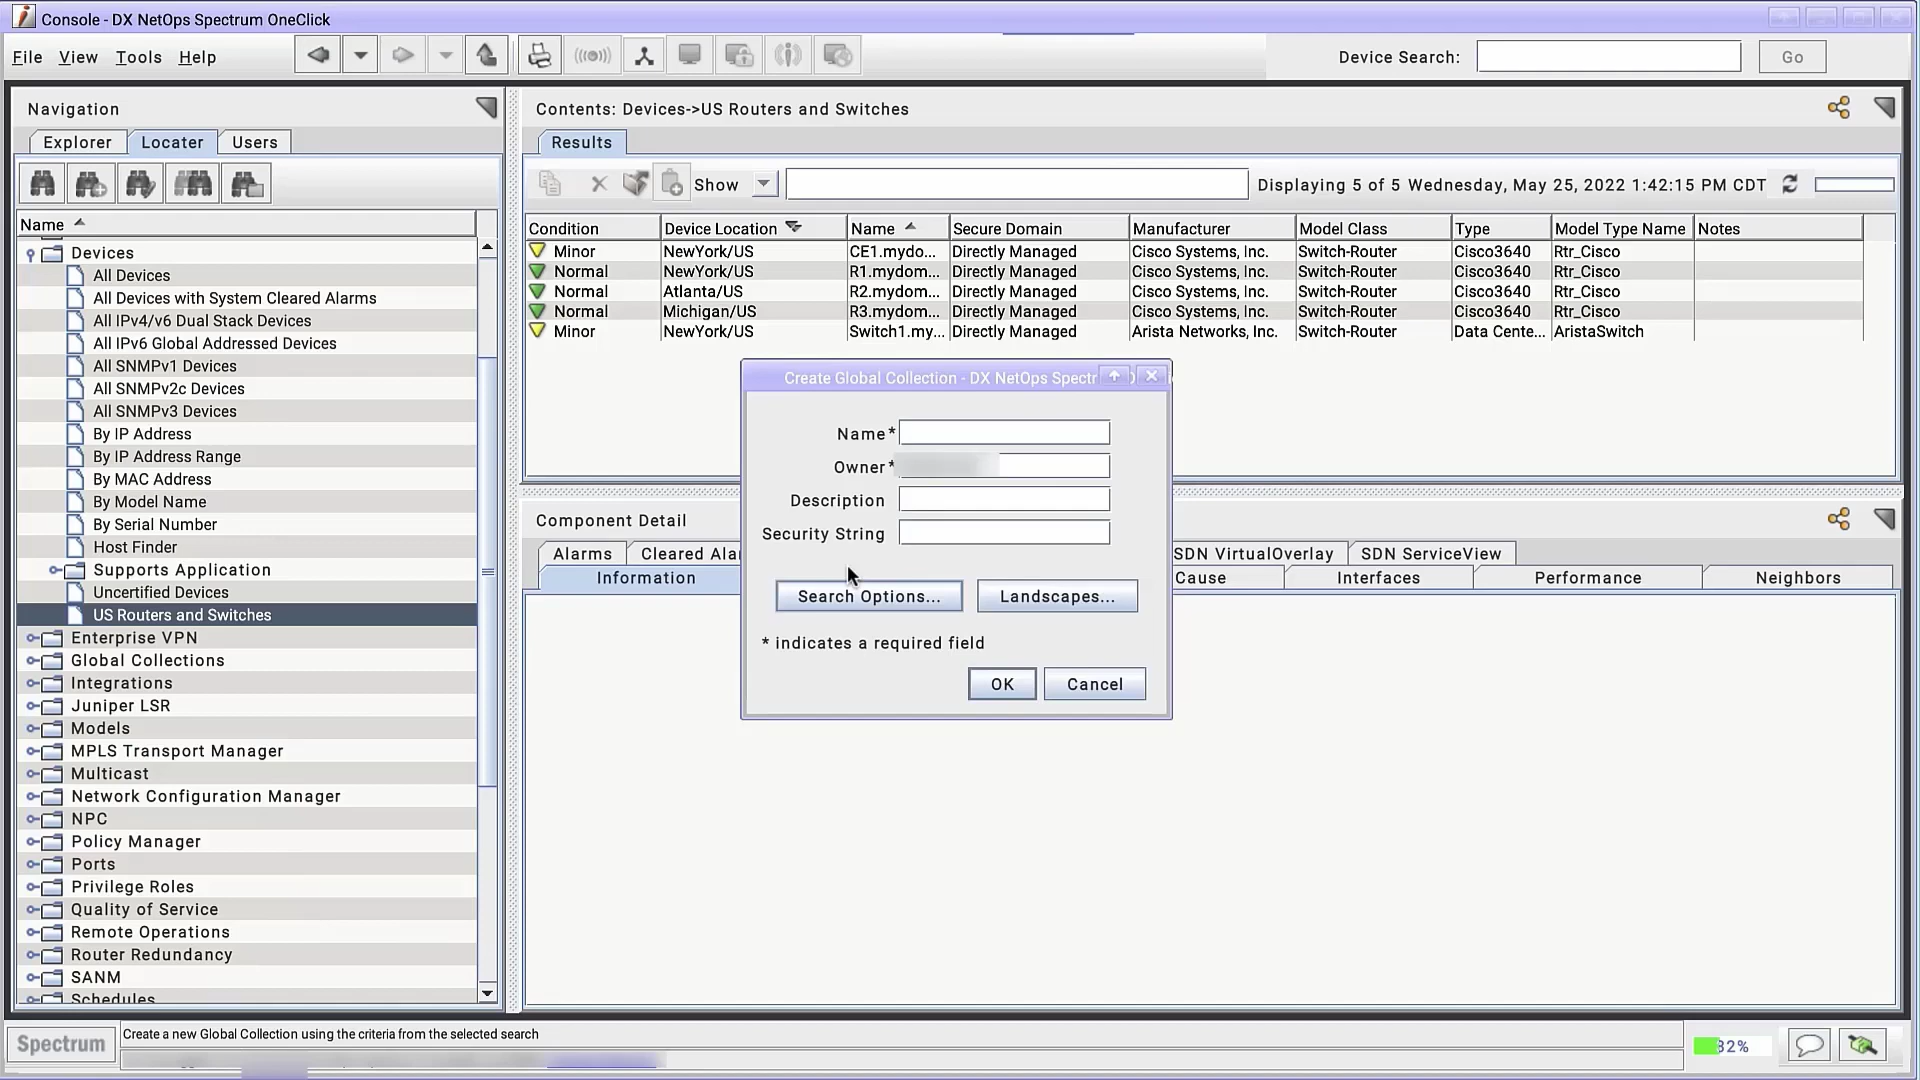 Console - DX NetOps Spectrum OneClick
File View Tools Help
Device Search:
Go
Navigation
Explorer Locater Users
Name
Devices
All Devices
All Devices with System Cleared Alarms
All IPv4/v6 Dual Stack Devices
All IPv6 Global Addressed Devices
All SNMPv1 Devices
All SNMPv2c Devices
All SNMPv3 Devices
By IP Address
By IP Address Range
By MAC Address
By Model Name
By Serial Number
Host Finder
Supports Application
Uncertified Devices
US Routers and Switches
Enterprise VPN
Global Collections
Integrations
Juniper LSR
Models
MPLS Transport Manager
Multicast
Network Configuration Manager
NPC
Policy Manager
Ports
Privilege Roles
Quality of Service
Remote Operations
Router Redundancy
SANM
Schedules
Contents: Devices->US Routers and Switches
Results
Show
Displaying 5 of 5 Wednesday, May 25, 2022 1:42:15 PM CDT
Condition Device Location Name Secure Domain Manufacturer Model Class Type Model Type Name Notes
Minor NewYork/US CE1.mydo... Directly Managed Cisco Systems, Inc. Switch-Router Cisco3640 Rtr_Cisco
Normal NewYork/US R1.mydom... Directly Managed Cisco Systems, Inc. Switch-Router Cisco3640 Rtr_Cisco
Normal Atlanta/US R2.mydom... Directly Managed Cisco Systems, Inc. Switch-Router Cisco3640 Rtr_Cisco
Normal Michigan/US R3.mydom... Directly Managed Cisco Systems, Inc. Switch-Router Cisco3640 Rtr_Cisco
Minor NewYork/US Switch1.my... Directly Managed Arista Networks, Inc. Switch-Router Data Cente... AristaSwitch
Create Global Collection - DX NetOps Spectr
Name*
Owner*
Description
Security String
Search Options... Landscapes...
* indicates a required field
OK Cancel
Component Detail
Alarms Cleared Ala SDN VirtualOverlay SDN ServiceView
Information Cause Interfaces Performance Neighbors
Spectrum
Create a new Global Collection using the criteria from the selected search
32%